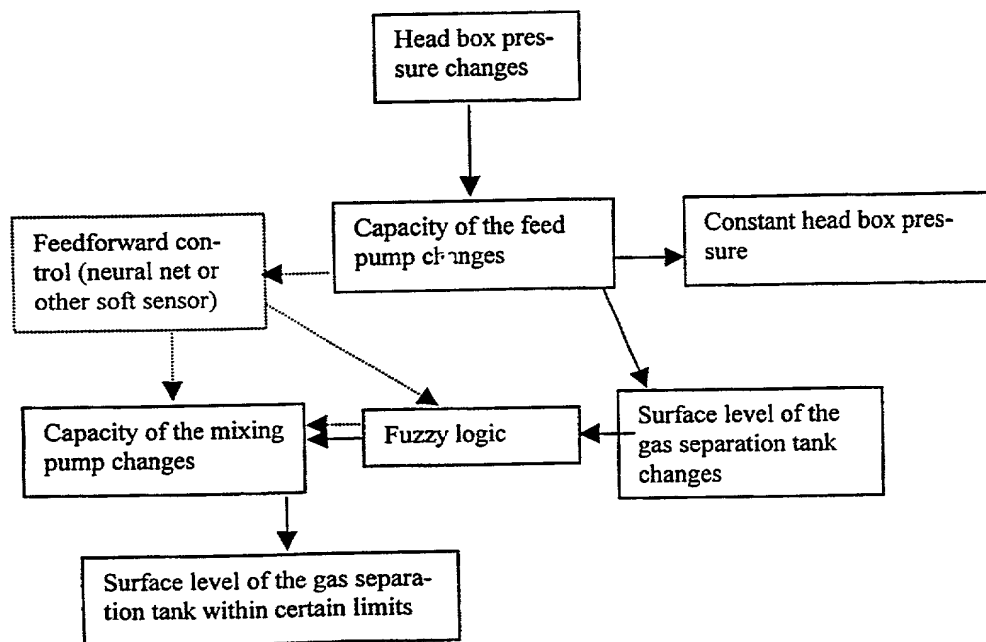 Head box pres-
sure changes
Capacity of the feed
pump changes
Constant head box pres-
sure
Feedforward con-
trol (neural net or
other soft sensor)
Capacity of the mixing
pump changes
Fuzzy logic
Surface level of the
gas separation tank
changes
Surface level of the gas separa-
tion tank within certain limits